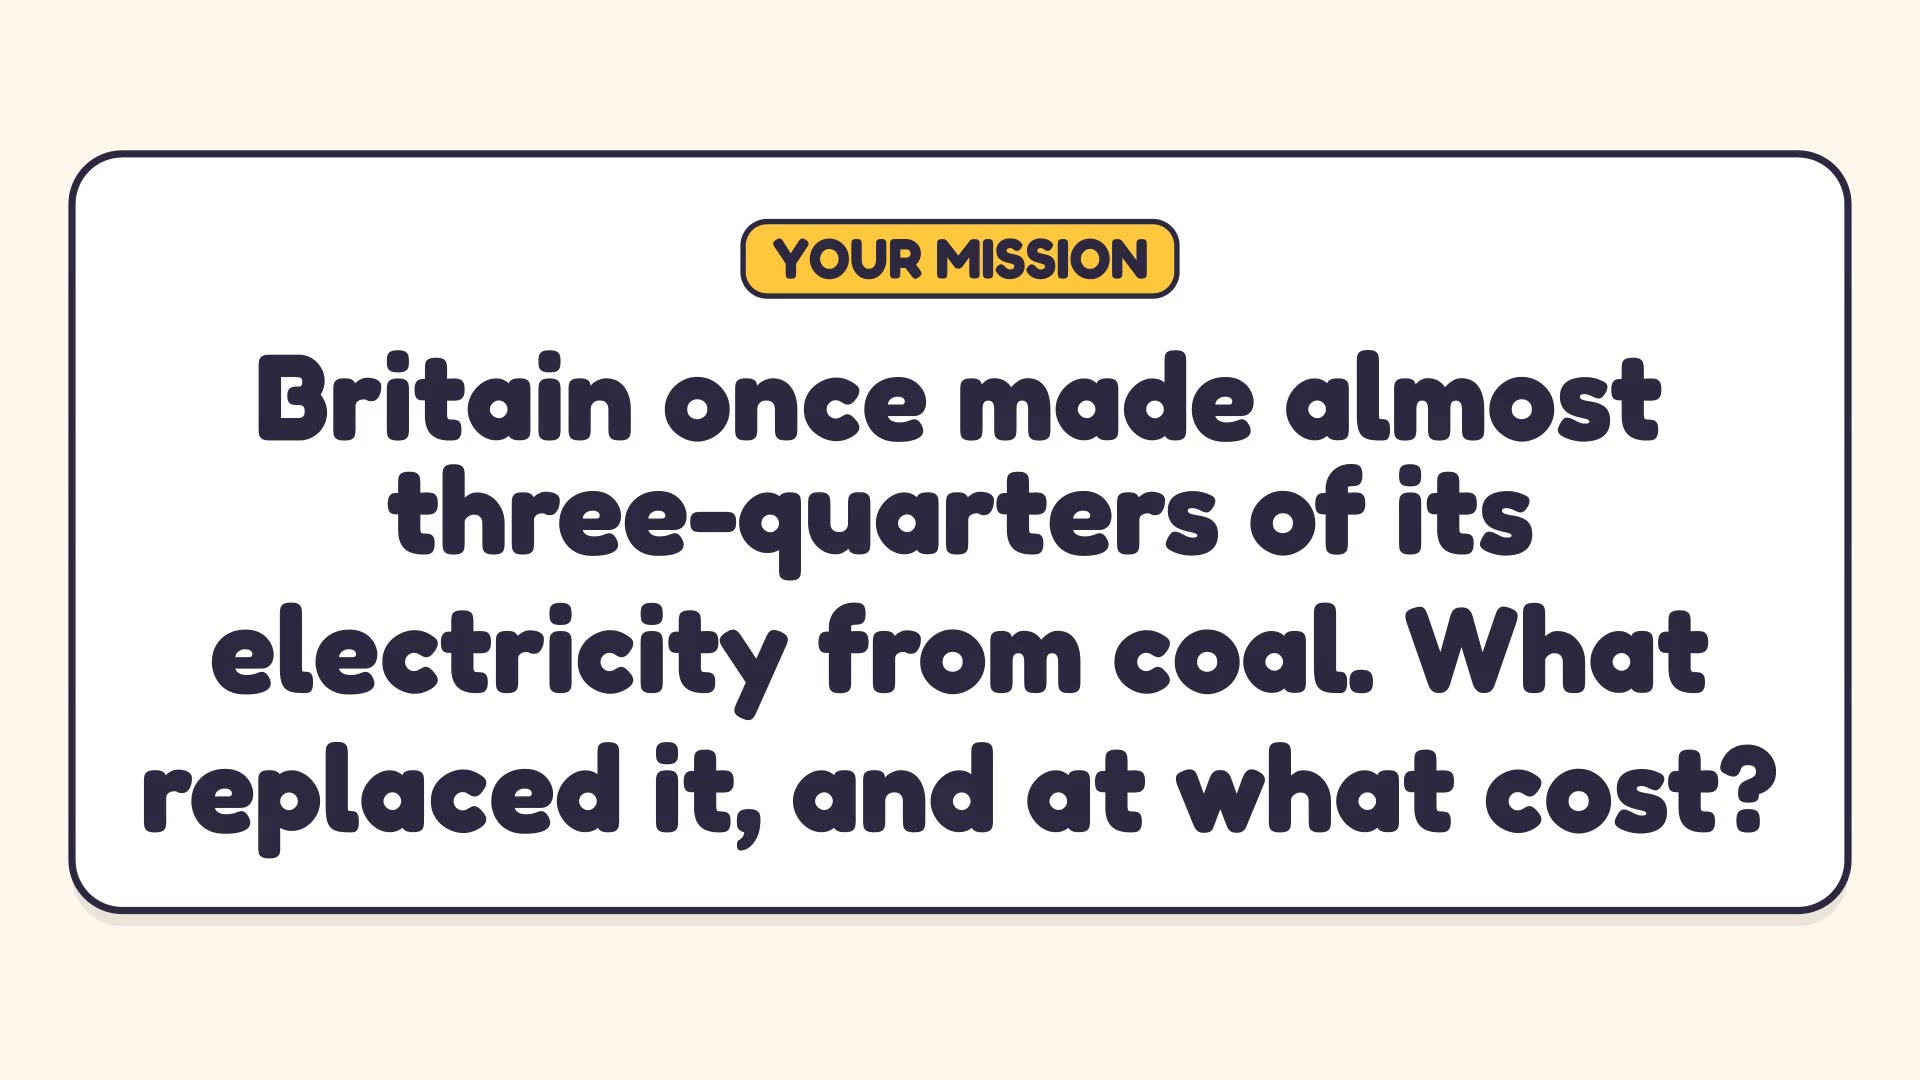 YOUR MISSION
Britain once made almost
three-quarters of its
electricity from coal. What
replaced it, and at what cost?